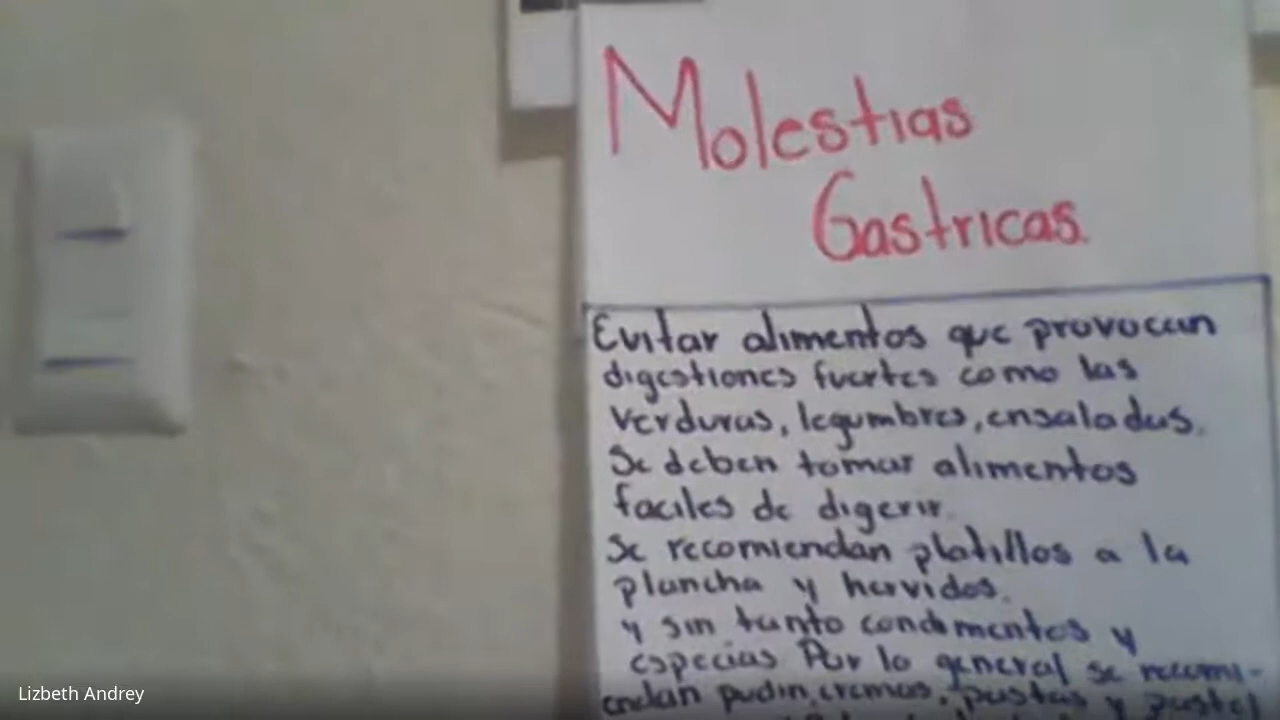 Molestias
Gastricas.
Evitar alimentos que provocan
digestiones fuertes como las
verduras, legumbres, ensaladas.
Se deben tomar alimentos
faciles de digerir.
Se recomiendan platillos a la
plancha y hervidos.
y sin tanto condimentos y
especias Por lo general se recomi-
endan pudin, cremas, pastas y pastel
Lizbeth Andrey